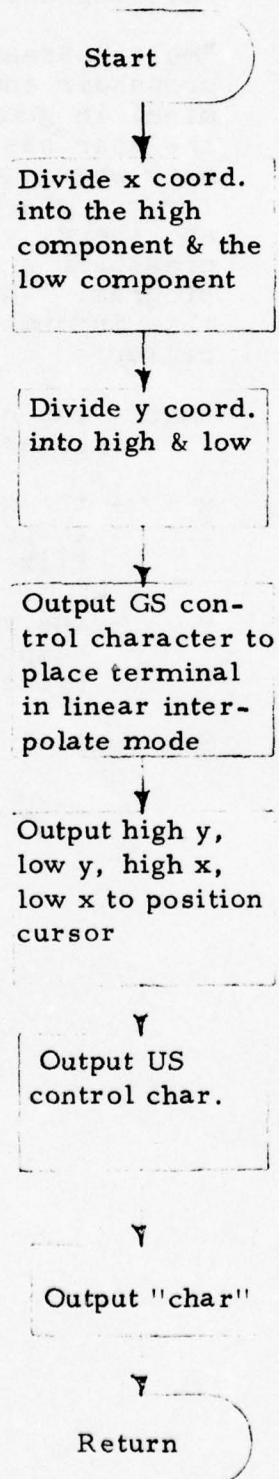 Start
Divide x coord.
into the high
component & the
low component
Divide y coord.
into high & low
Output GS con-
trol character to
place terminal
in linear inter-
polate mode
Output high y,
low y, high x,
low x to position
cursor
Output US
control char.
Output "char"
Return